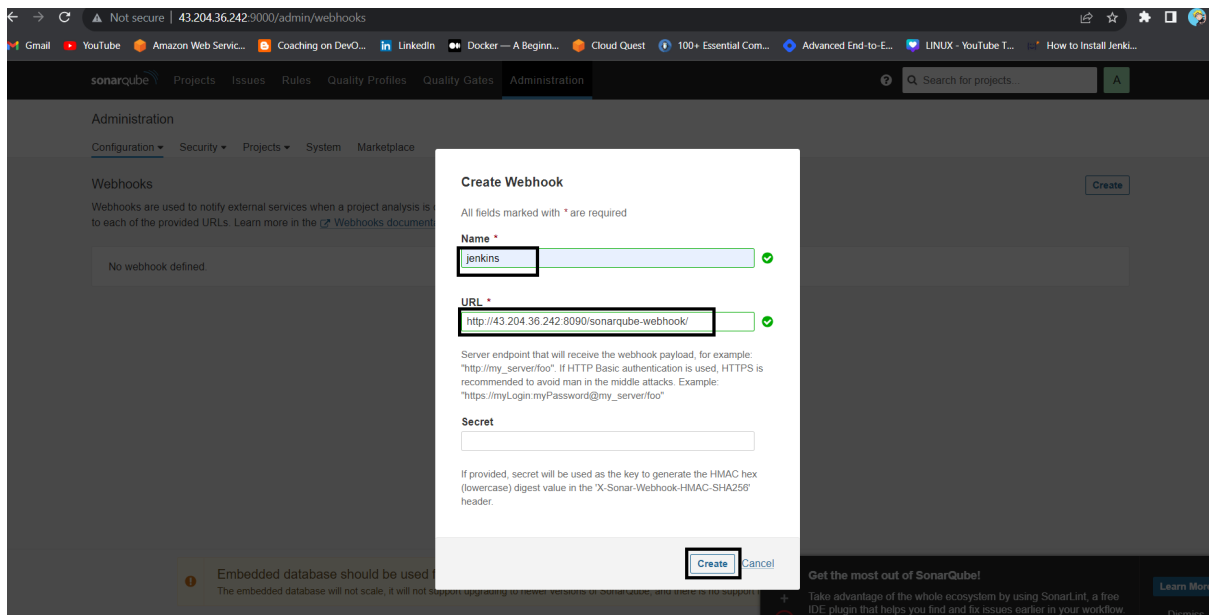 Not secure | 43.204.36.242:9000/admin/webhooks
Gmail YouTube Amazon Web Servic... Coaching on DevO... in LinkedIn Docker — A Beginn... Cloud Quest 100+ Essential Com... Advanced End-to-E... LINUX - YouTube T... How to Install Jenki...
sonarqube Projects Issues Rules Quality Profiles Quality Gates Administration ? Search for projects... A
Administration
Configuration Security Projects System Marketplace
Webhooks
Create
Webhooks are used to notify external services when a project analysis is
to each of the provided URLs. Learn more in the Webhooks
No webhook defined.
Create Webhook
All fields marked with * are required
Name *
jenkins
URL *
http://43.204.36.242:8090/sonarqube-webhook/
Server endpoint that will receive the webhook payload, for example:
"http://my_server/foo". If HTTP Basic authentication is used, HTTPS is
recommended to avoid man in the middle attacks. Example:
"https://myLogin:myPassword@my_server/foo"
Secret
If provided, secret will be used as the key to generate the HMAC hex
(lowercase) digest value in the 'X-Sonar-Webhook-HMAC-SHA256'
header.
Create Cancel
Embedded database should be used
The embedded database will not scale, it will not support upgrading to newer versions of SonarQube, and there is no support
Get the most out of SonarQube!
Take advantage of the whole ecosystem by using SonarLint, a free
IDE plugin that helps you find and fix issues earlier in your workflow.
Learn More
Dismiss